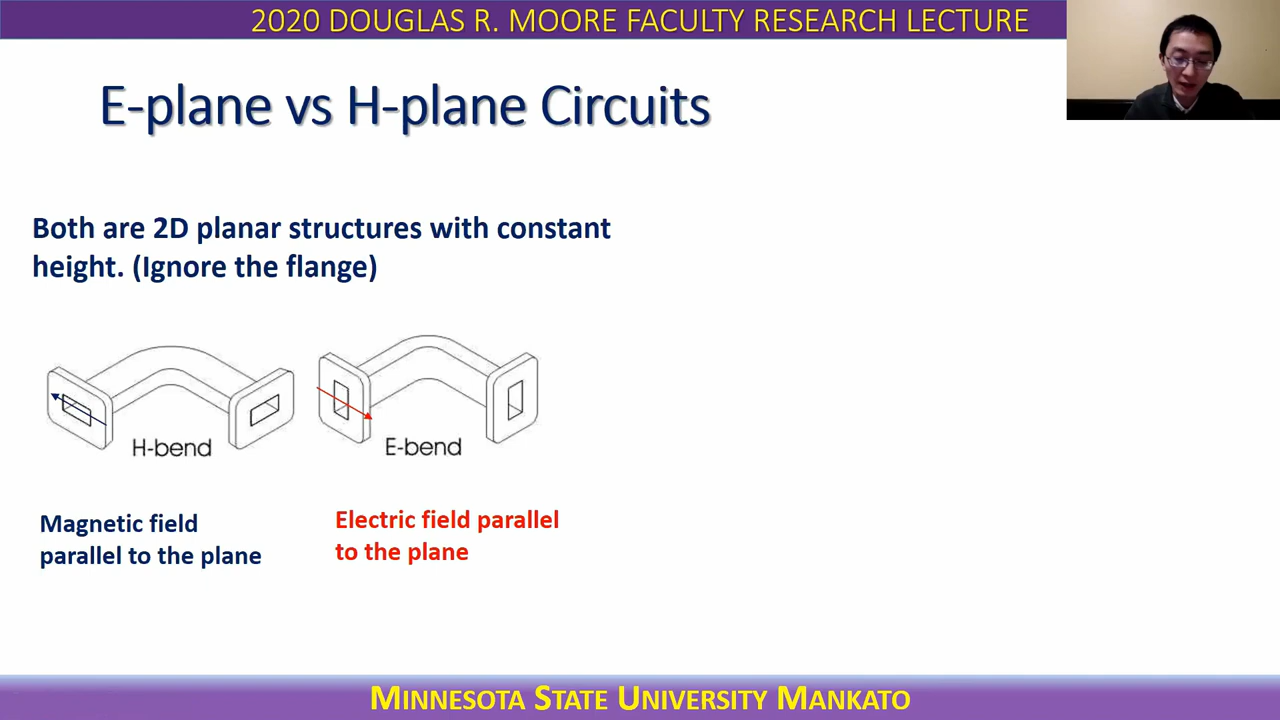 2020 DOUGLAS R. MOORE FACULTY RESEARCH LECTURE
E-plane vs H-plane Circuits
Both are 2D planar structures with constant
height. (Ignore the flange)
H-bend
E-bend
Magnetic field
parallel to the plane
Electric field parallel
to the plane
MINNESOTA STATE UNIVERSITY MANKATO